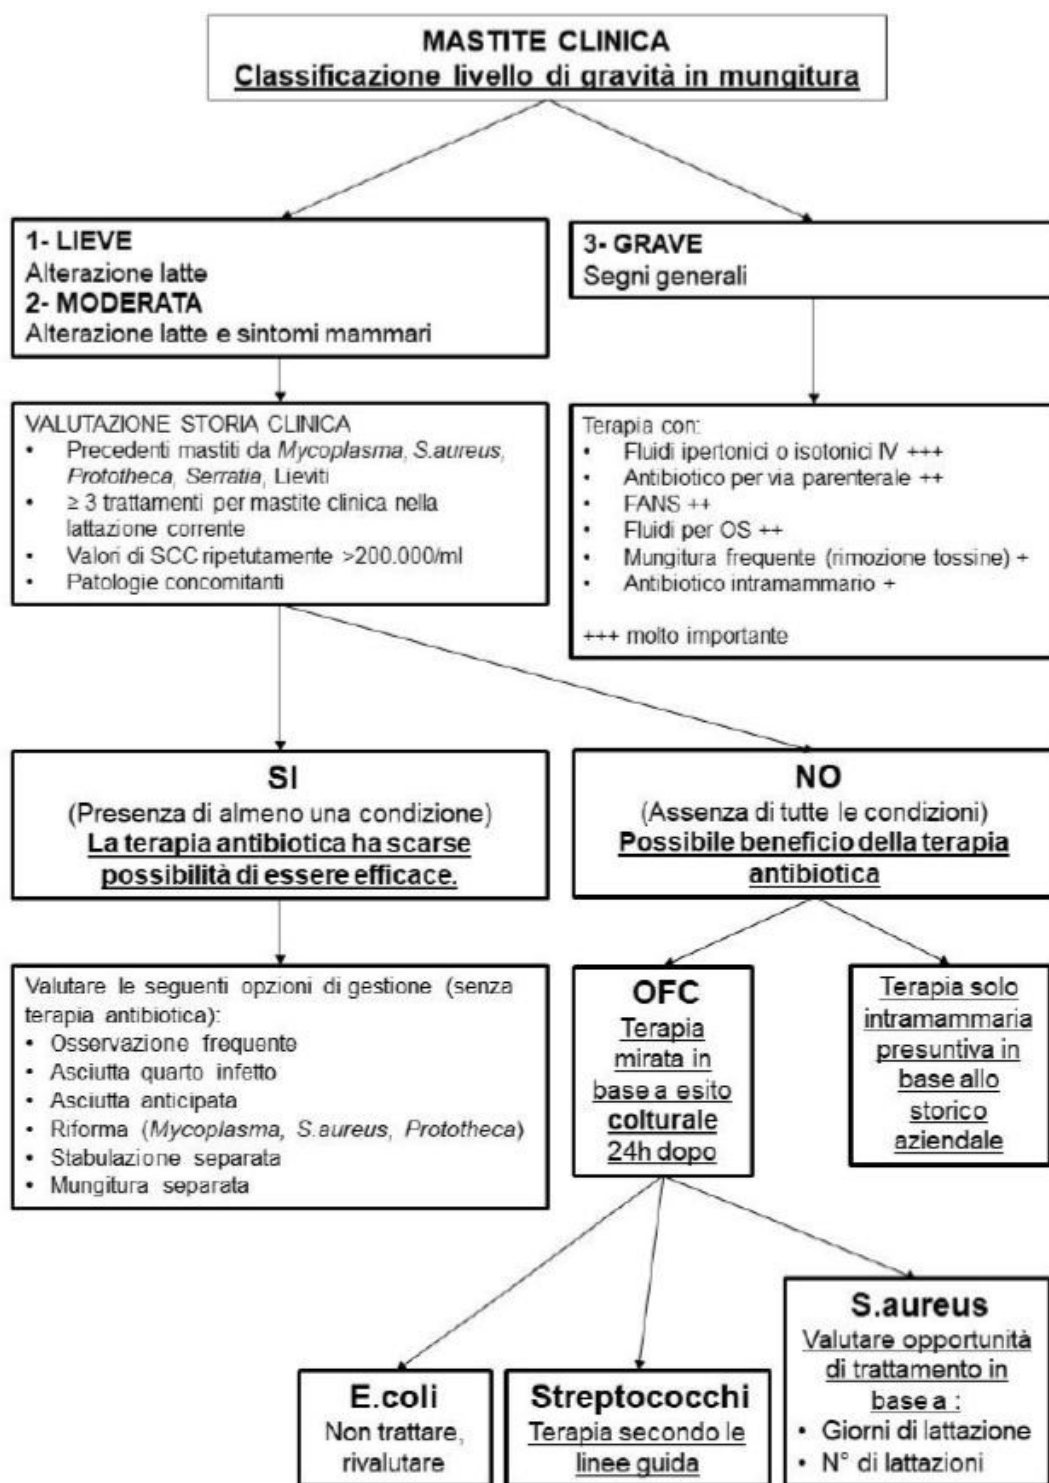 MASTITE CLINICA
Classificazione livello di gravità in mungitura
1- LIEVE
Alterazione latte
2- MODERATA
Alterazione latte e sintomi mammari
3- GRAVE
Segni generali
VALUTAZIONE STORIA CLINICA
• Precedenti mastiti da Mycoplasma, S.aureus,
Prototheca, Serratia, Lieviti
• ≥ 3 trattamenti per mastite clinica nella
lattazione corrente
• Valori di SCC ripetutamente >200.000/ml
• Patologie concomitanti
Terapia con:
• Fluidi ipertonici o isotonici IV +++
• Antibiotico per via parenterale ++
• FANS ++
• Fluidi per OS ++
• Mungitura frequente (rimozione tossine) +
• Antibiotico intramammario +
+++ molto importante
SI
(Presenza di almeno una condizione)
La terapia antibiotica ha scarse
possibilità di essere efficace.
NO
(Assenza di tutte le condizioni)
Possibile beneficio della terapia
antibiotica
Valutare le seguenti opzioni di gestione (senza
terapia antibiotica):
• Osservazione frequente
• Asciutta quarto infetto
• Asciutta anticipata
• Riforma (Mycoplasma, S.aureus, Prototheca)
• Stabulazione separata
• Mungitura separata
OFC
Terapia
mirata in
base a esito
colturale
24h dopo
Terapia solo
intramammaria
presuntiva in
base allo
storico
aziendale
E.coli
Non trattare,
rivalutare
Streptococchi
Terapia secondo le
linee guida
S.aureus
Valutare opportunità
di trattamento in
base a :
• Giorni di lattazione
• N° di lattazioni